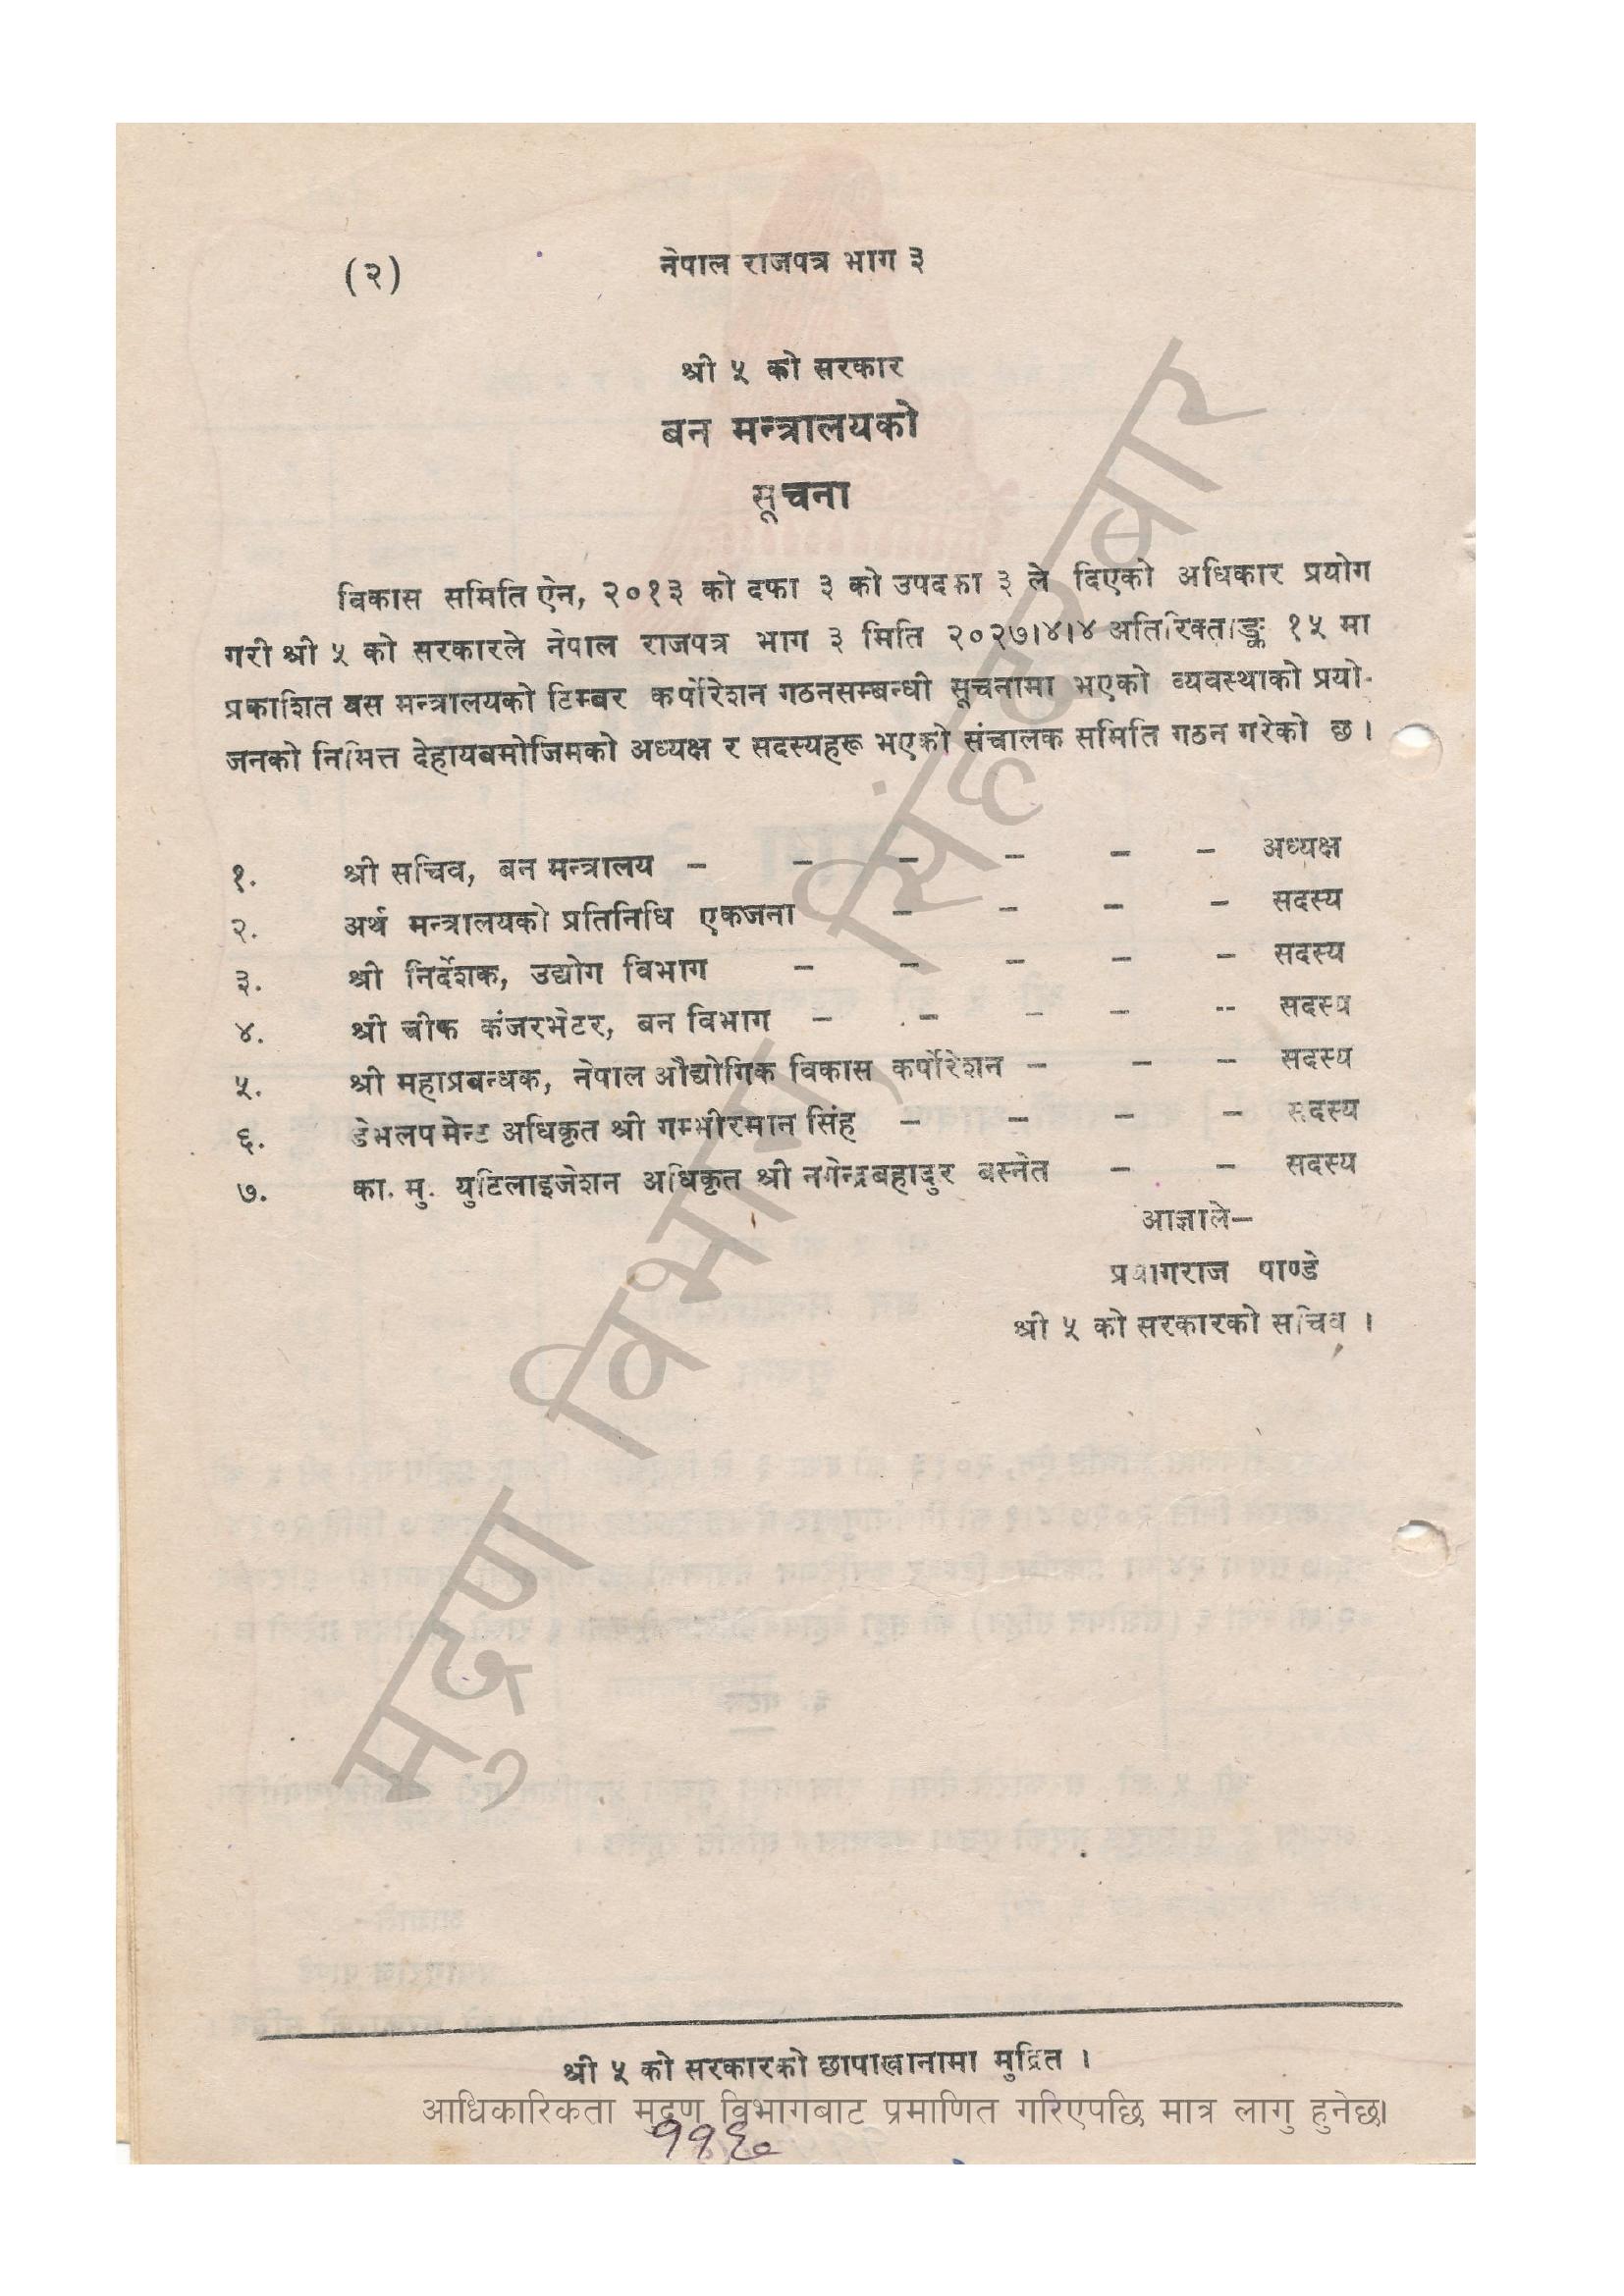 (२)
नेपाल राजपत्र भाग ३
श्री ५ को सरकार
बन मन्त्रालयको
सूचना
बिकास समिति ऐन, २०१३ को दफा ३ को उपदफा ३ ले दिएको अधिकार प्रयोग
गरी श्री ५ को सरकारले नेपाल राजपत्र भाग ३ मिति २०२७।४।४ अतिरिक्ताङ्क १५ मा
प्रकाशित यस मन्त्रालयको टिम्बर कर्पोरेशन गठनसम्बन्धी सूचनामा भएको व्यवस्थाको प्रयो-
जनको निमित्त देहायबमोजिमको अध्यक्ष र सदस्यहरू भएको संचालक समिति गठन गरेको छ ।
१. श्री सचिव, बन मन्त्रालय – – – – – – अध्यक्ष
२. अर्थ मन्त्रालयको प्रतिनिधि एकजना – – – – सदस्य
३. श्री निर्देशक, उद्योग विभाग – – – – – सदस्य
४. श्री चीफ कंजरभेटर, बन विभाग – – – – -- सदस्य
५. श्री महाप्रबन्धक, नेपाल औद्योगिक विकास कर्पोरेशन – – – सदस्य
६. डेभलपमेन्ट अधिकृत श्री गम्भीरमान सिंह – – – – सदस्य
७. का. मु. युटिलाइजेशन अधिकृत श्री नगेन्द्रबहादुर बस्नेत – – सदस्य
आज्ञाले–
प्रयागराज पाण्डे
श्री ५ को सरकारको सचिव ।
मुद्रण विभाग, सिंहदरबार
श्री ५ को सरकारको छापाखानामा मुद्रित ।
आधिकारिकता मुद्रण विभागबाट प्रमाणित गरिएपछि मात्र लागु हुनेछ।
११६०